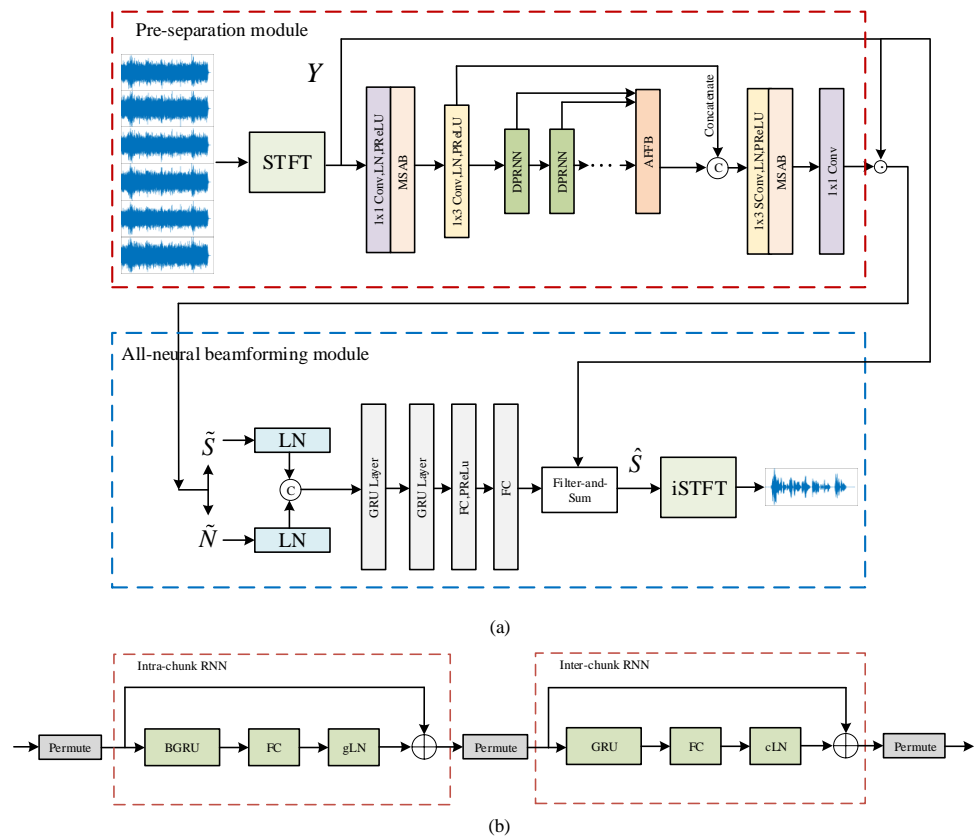 Pre-separation module
Y
STFT
1x1 Conv,LN,PReLU
MSAB
1x3 Conv,LN,PReLU
DPRNN
DPRNN
AFFB
Concatenate
C
1x3 SConv,LN,PReLU
MSAB
1x1 Conv
All-neural beamforming module
S̃
LN
C
Ñ
LN
GRU Layer
GRU Layer
FC,PReLu
FC
Filter-and-
Sum
Ŝ
iSTFT
(a)
Intra-chunk RNN
Inter-chunk RNN
Permute
BGRU
FC
gLN
Permute
GRU
FC
cLN
Permute
(b)